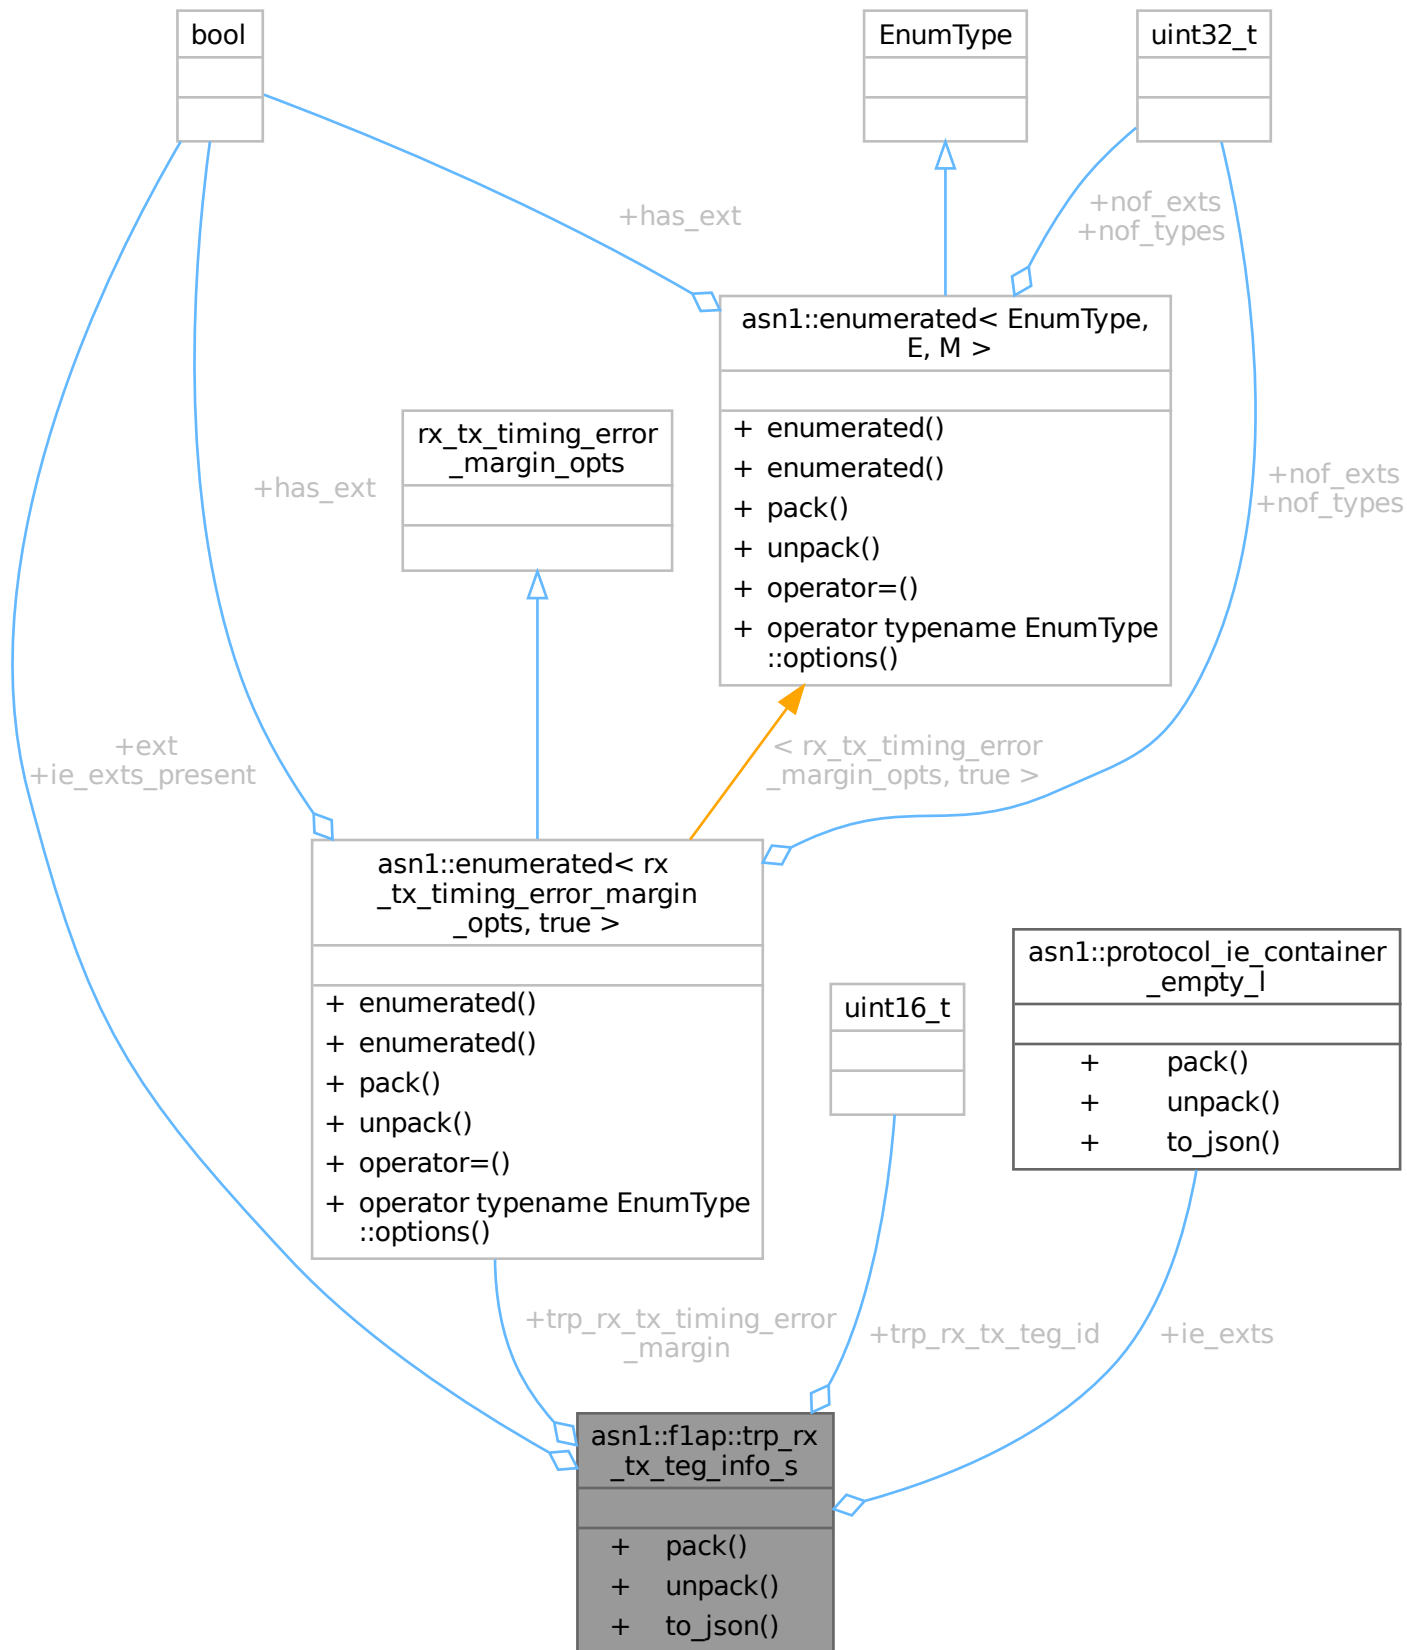 bool
EnumType
uint32_t
+has_ext
+nof_exts
+nof_types
asn1::enumerated< EnumType,
E, M >
+ enumerated()
+ enumerated()
+ pack()
+ unpack()
+ operator=()
+ operator typename EnumType
::options()
rx_tx_timing_error
_margin_opts
+has_ext
+nof_exts
+nof_types
+ext
+ie_exts_present
< rx_tx_timing_error
_margin_opts, true >
asn1::enumerated< rx
_tx_timing_error_margin
_opts, true >
+ enumerated()
+ enumerated()
+ pack()
+ unpack()
+ operator=()
+ operator typename EnumType
::options()
uint16_t
asn1::protocol_ie_container
_empty_l
+ pack()
+ unpack()
+ to_json()
+trp_rx_tx_timing_error
_margin
+trp_rx_tx_teg_id
+ie_exts
asn1::f1ap::trp_rx
_tx_teg_info_s
+ pack()
+ unpack()
+ to_json()